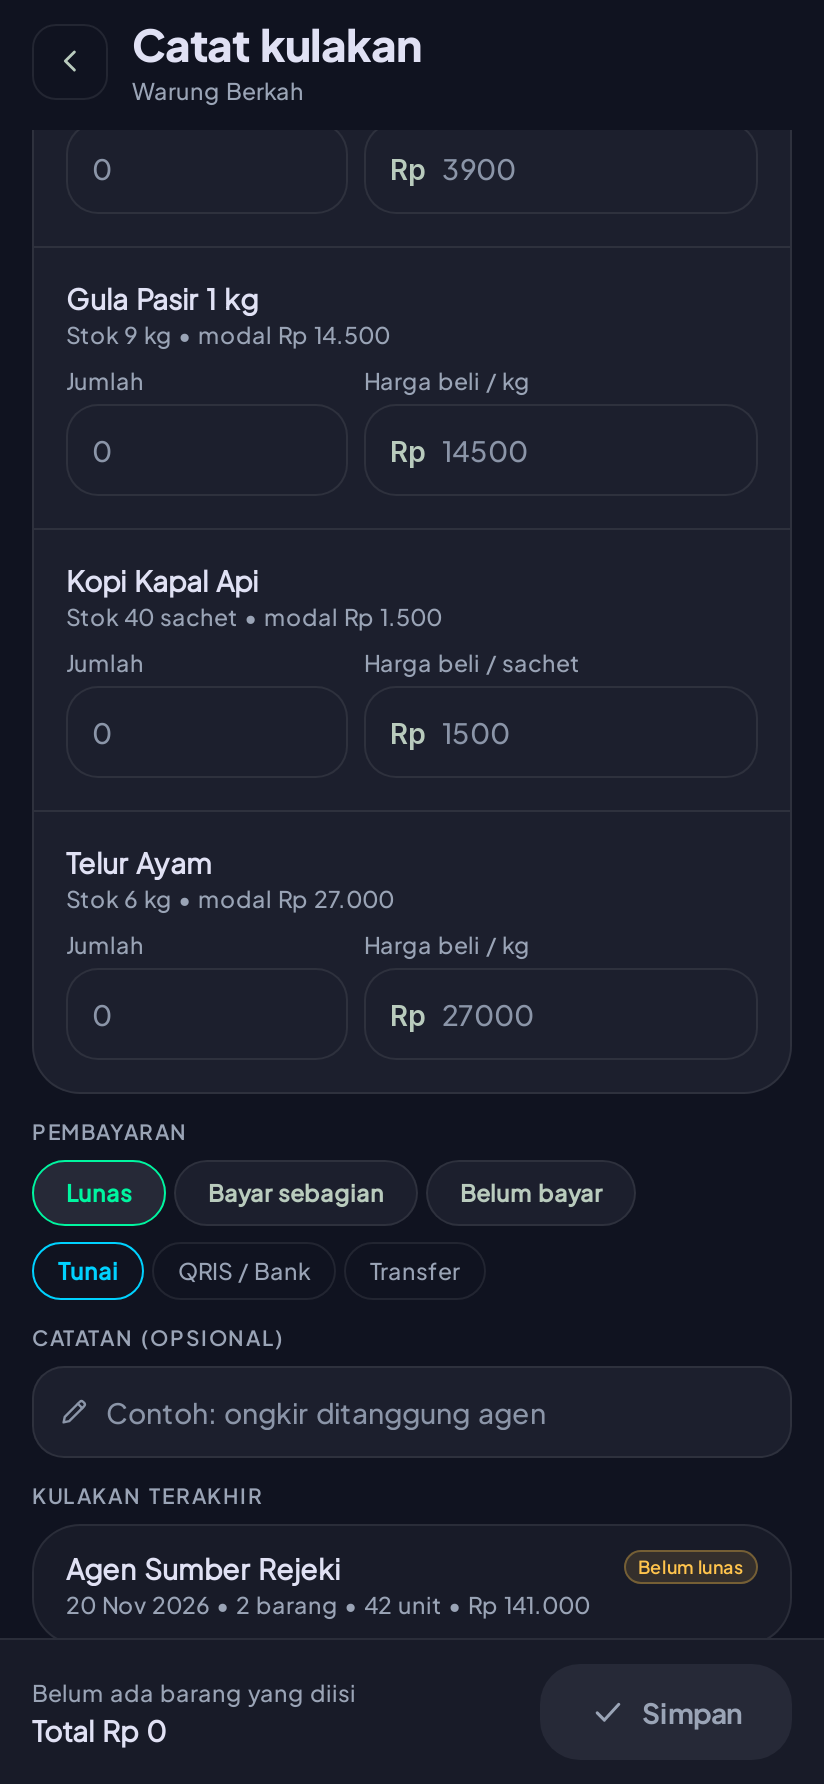 Catat kulakan
Warung Berkah
0
Rp 3900
Gula Pasir 1 kg
Stok 9 kg • modal Rp 14.500
Jumlah
Harga beli / kg
0
Rp 14500
Kopi Kapal Api
Stok 40 sachet • modal Rp 1.500
Jumlah
Harga beli / sachet
0
Rp 1500
Telur Ayam
Stok 6 kg • modal Rp 27.000
Jumlah
Harga beli / kg
0
Rp 27000
PEMBAYARAN
Lunas
Bayar sebagian
Belum bayar
Tunai
QRIS / Bank
Transfer
CATATAN (OPSIONAL)
Contoh: ongkir ditanggung agen
KULAKAN TERAKHIR
Agen Sumber Rejeki
Belum lunas
20 Nov 2026 • 2 barang • 42 unit • Rp 141.000
Belum ada barang yang diisi
Total Rp 0
Simpan